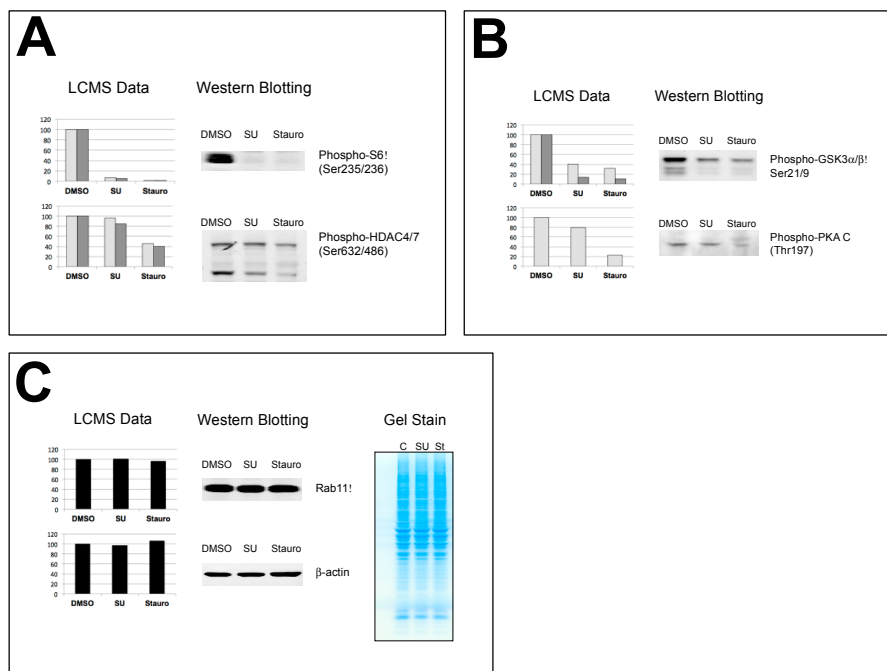 A
LCMS Data Western Blotting
120
100
80
60
40
20
0
DMSO SU Stauro
DMSO SU Stauro
Phospho-S6!
(Ser235/236)
120
100
80
60
40
20
0
DMSO SU Stauro
DMSO SU Stauro
Phospho-HDAC4/7
(Ser632/486)
B
LCMS Data Western Blotting
120
100
80
60
40
20
0
DMSO SU Stauro
DMSO SU Stauro
Phospho-GSK3α/β!
Ser21/9
120
100
80
60
40
20
0
DMSO SU Stauro
DMSO SU Stauro
Phospho-PKA C
(Thr197)
C
LCMS Data Western Blotting Gel Stain
120
100
80
60
40
20
0
DMSO SU Stauro
DMSO SU Stauro
Rab11!
120
100
80
60
40
20
0
DMSO SU Stauro
DMSO SU Stauro
β-actin
C SU St